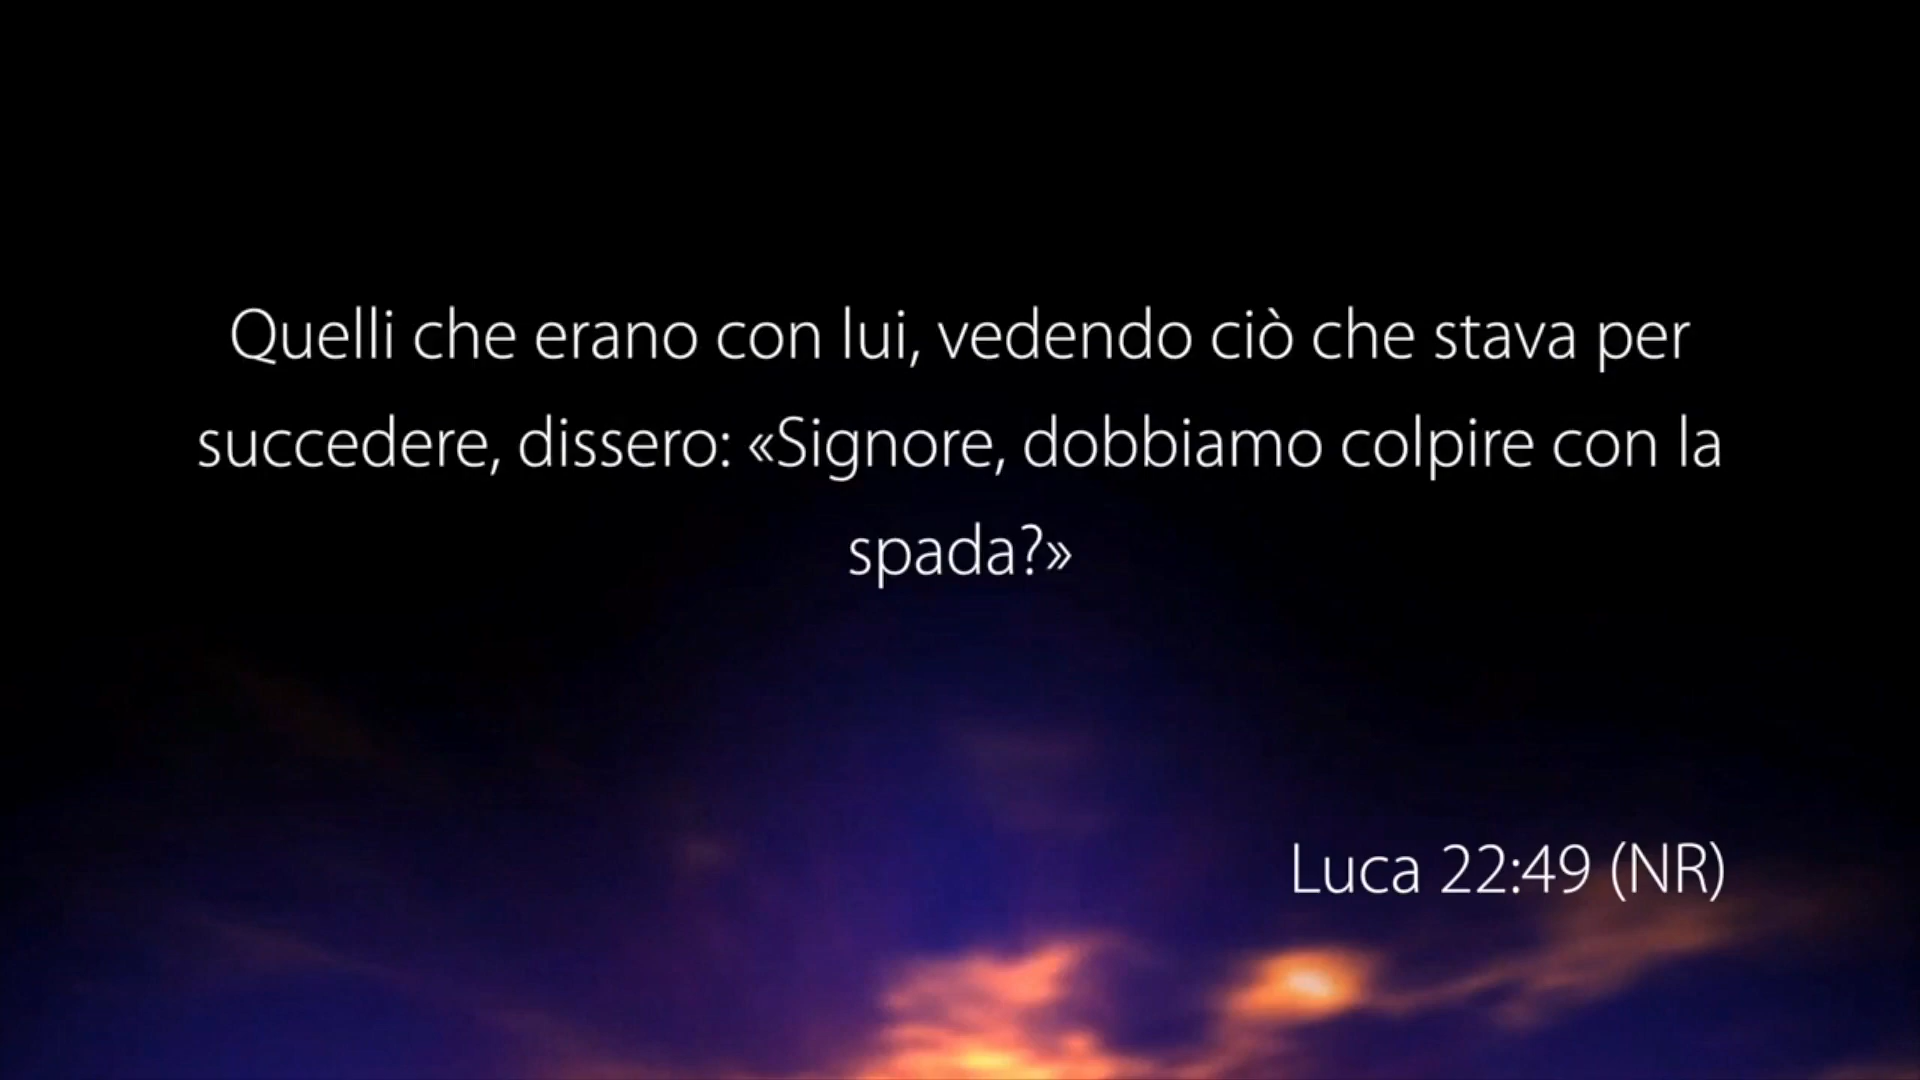 Quelli che erano con lui, vedendo ciò che stava per
succedere, dissero: «Signore, dobbiamo colpire con la
spada?»
Luca 22:49 (NR)